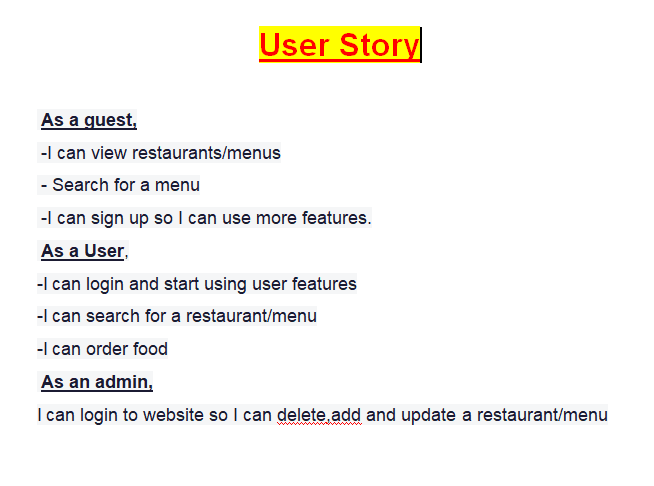 User Story
As a guest,
-I can view restaurants/menus
- Search for a menu
-I can sign up so I can use more features.
As a User,
-I can login and start using user features
-I can search for a restaurant/menu
-I can order food
As an admin,
I can login to website so I can delete,add and update a restaurant/menu